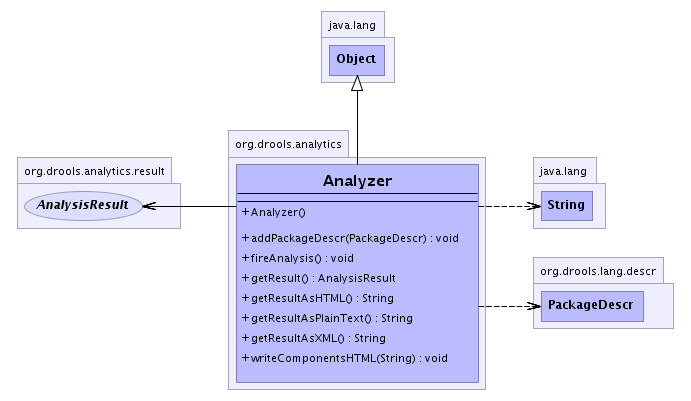 java.lang
Object
org.drools.analytics
Analyzer
+ Analyzer()
+ addPackageDescr(PackageDescr) : void
+ fireAnalysis() : void
+ getResult() : AnalysisResult
+ getResultAsHTML() : String
+ getResultAsPlainText() : String
+ getResultAsXML() : String
+ writeComponentsHTML(String) : void
org.drools.analytics.result
AnalysisResult
java.lang
String
org.drools.lang.descr
PackageDescr